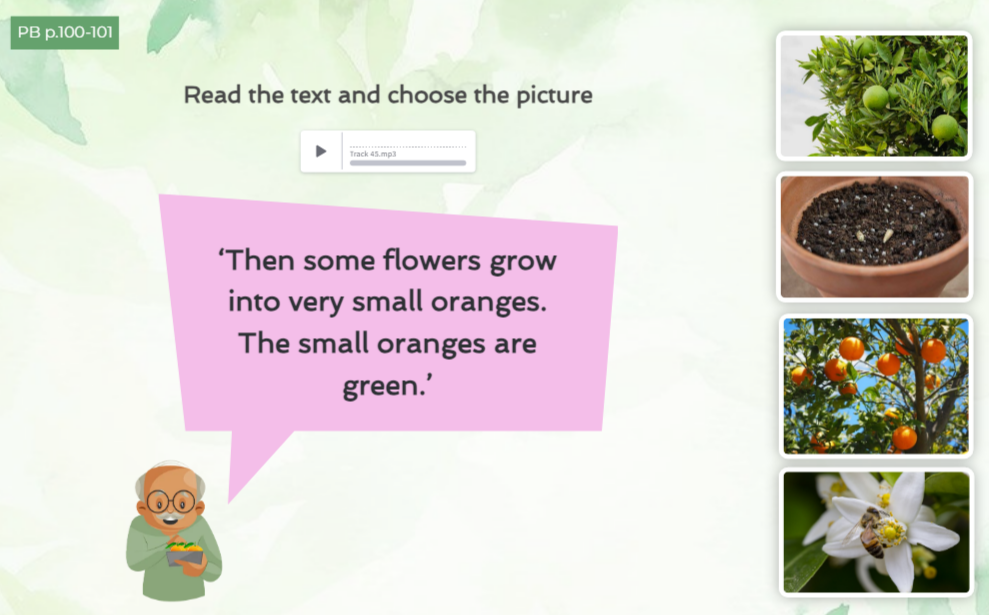 PB p.100-101
Read the text and choose the picture
Track 45.mp3
‘Then some flowers grow
into very small oranges.
The small oranges are
green.’